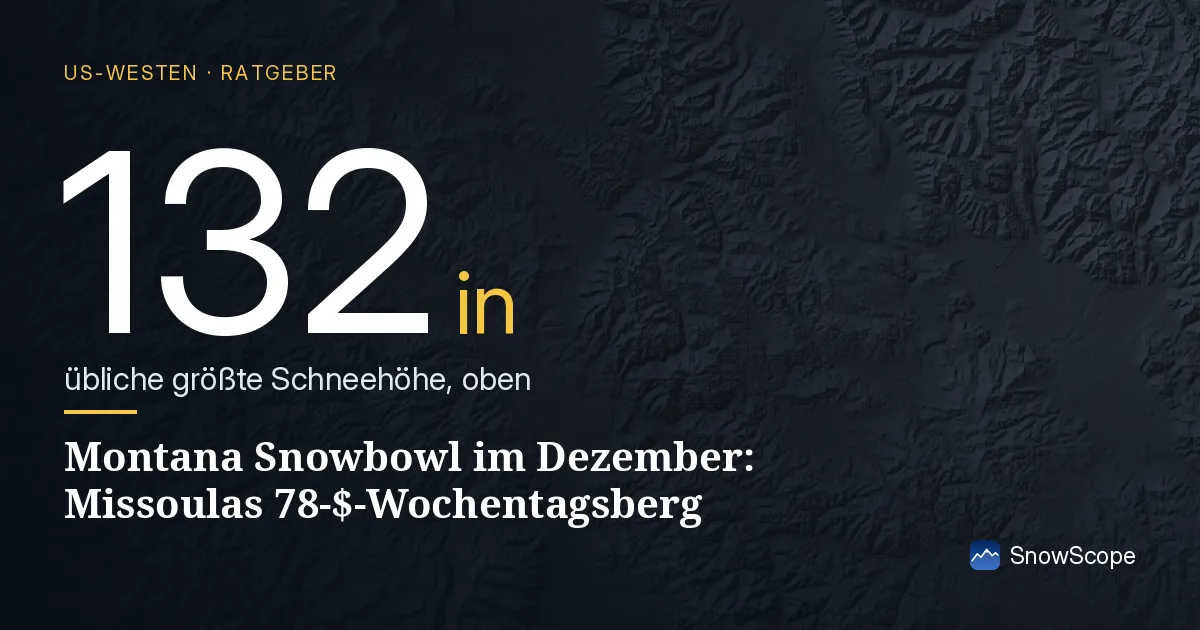 US-WESTEN · RATGEBER
132 in
übliche größte Schneehöhe, oben
Montana Snowbowl im Dezember:
Missoulas 78-$-Wochentagsberg
SnowScope